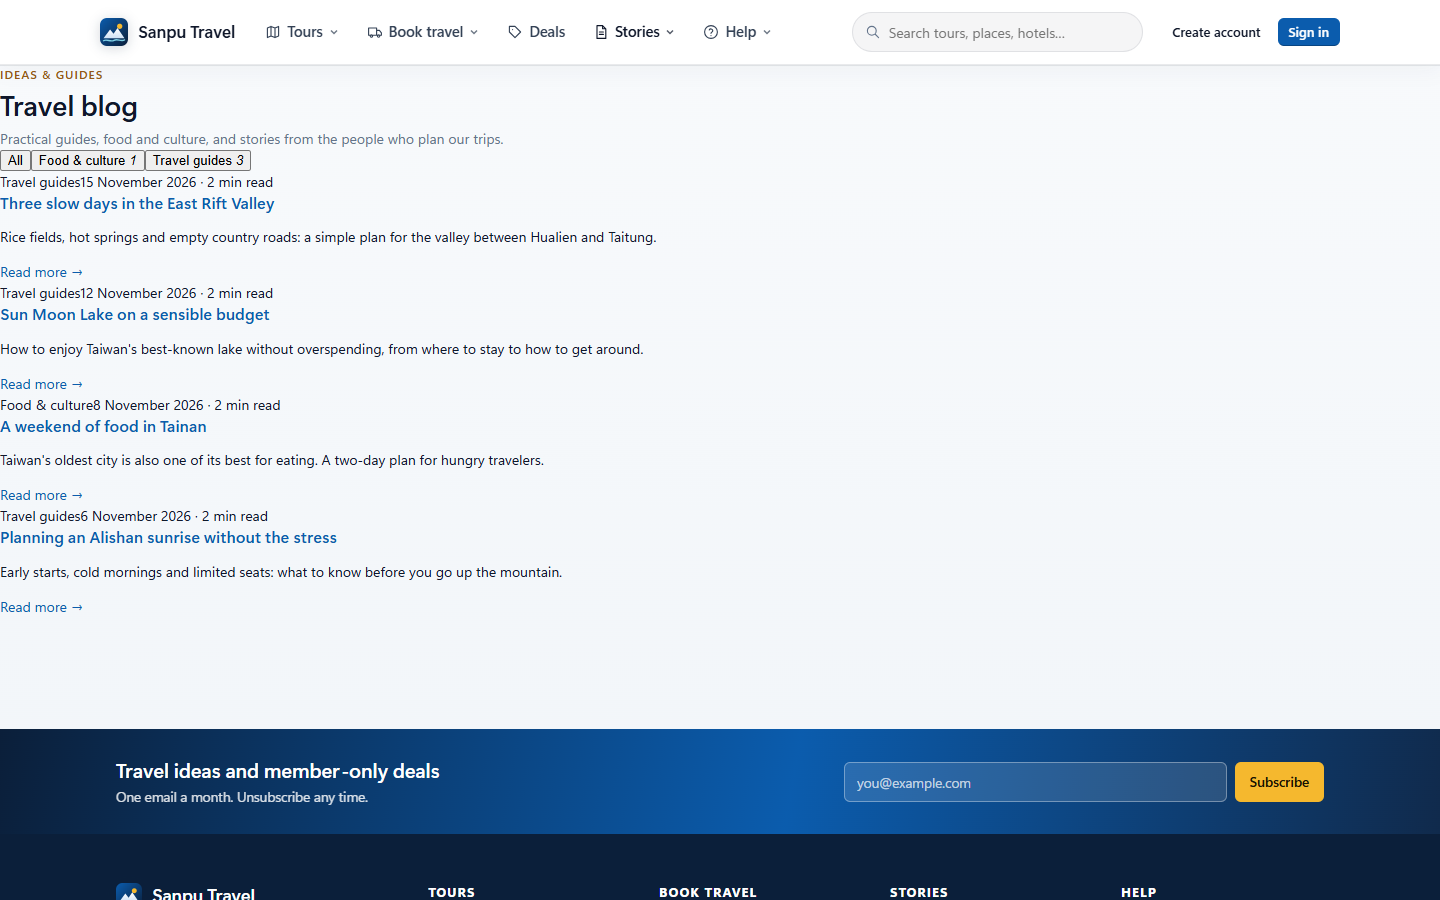 Sanpu Travel
Tours
Book travel
Deals
Stories
Help
Search tours, places, hotels...
Create account
Sign in
IDEAS & GUIDES
Travel blog
Practical guides, food and culture, and stories from the people who plan our trips.
All
Food & culture 1
Travel guides 3
Travel guides15 November 2026 · 2 min read
Three slow days in the East Rift Valley
Rice fields, hot springs and empty country roads: a simple plan for the valley between Hualien and Taitung.
Read more →
Travel guides12 November 2026 · 2 min read
Sun Moon Lake on a sensible budget
How to enjoy Taiwan's best-known lake without overspending, from where to stay to how to get around.
Read more →
Food & culture8 November 2026 · 2 min read
A weekend of food in Tainan
Taiwan's oldest city is also one of its best for eating. A two-day plan for hungry travelers.
Read more →
Travel guides6 November 2026 · 2 min read
Planning an Alishan sunrise without the stress
Early starts, cold mornings and limited seats: what to know before you go up the mountain.
Read more →
Travel ideas and member-only deals
One email a month. Unsubscribe any time.
you@example.com
Subscribe
Sanpu Travel
TOURS
BOOK TRAVEL
STORIES
HELP